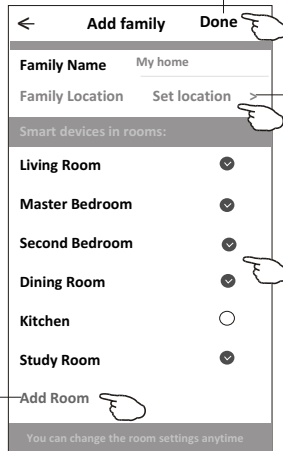 Add family Done
Family Name My home
Family Location Set location >
Smart devices in rooms:
Living Room
Master Bedroom
Second Bedroom
Dining Room
Kitchen
Study Room
Add Room
You can change the room settings anytime